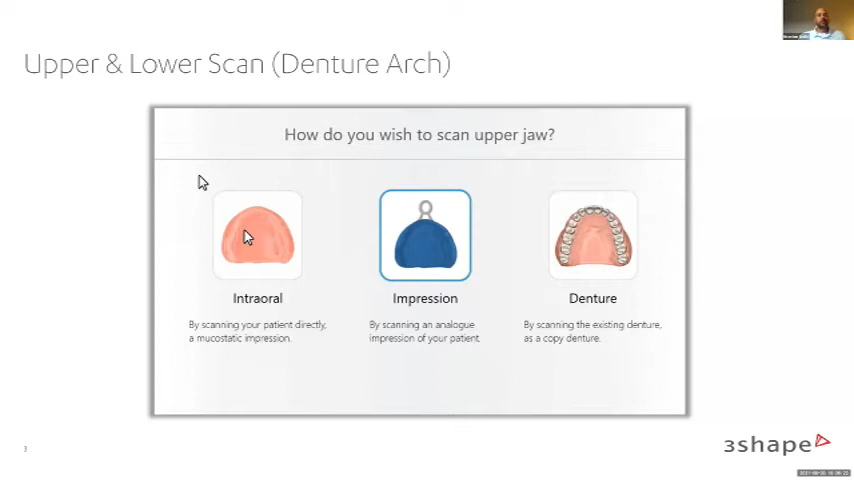 Upper & Lower Scan (Denture Arch)
How do you wish to scan upper jaw?
Intraoral
By scanning your patient directly,
a mucostatic impression.
Impression
By scanning an analogue
impression of your patient.
Denture
By scanning the existing denture,
as a copy denture.
3
3shape